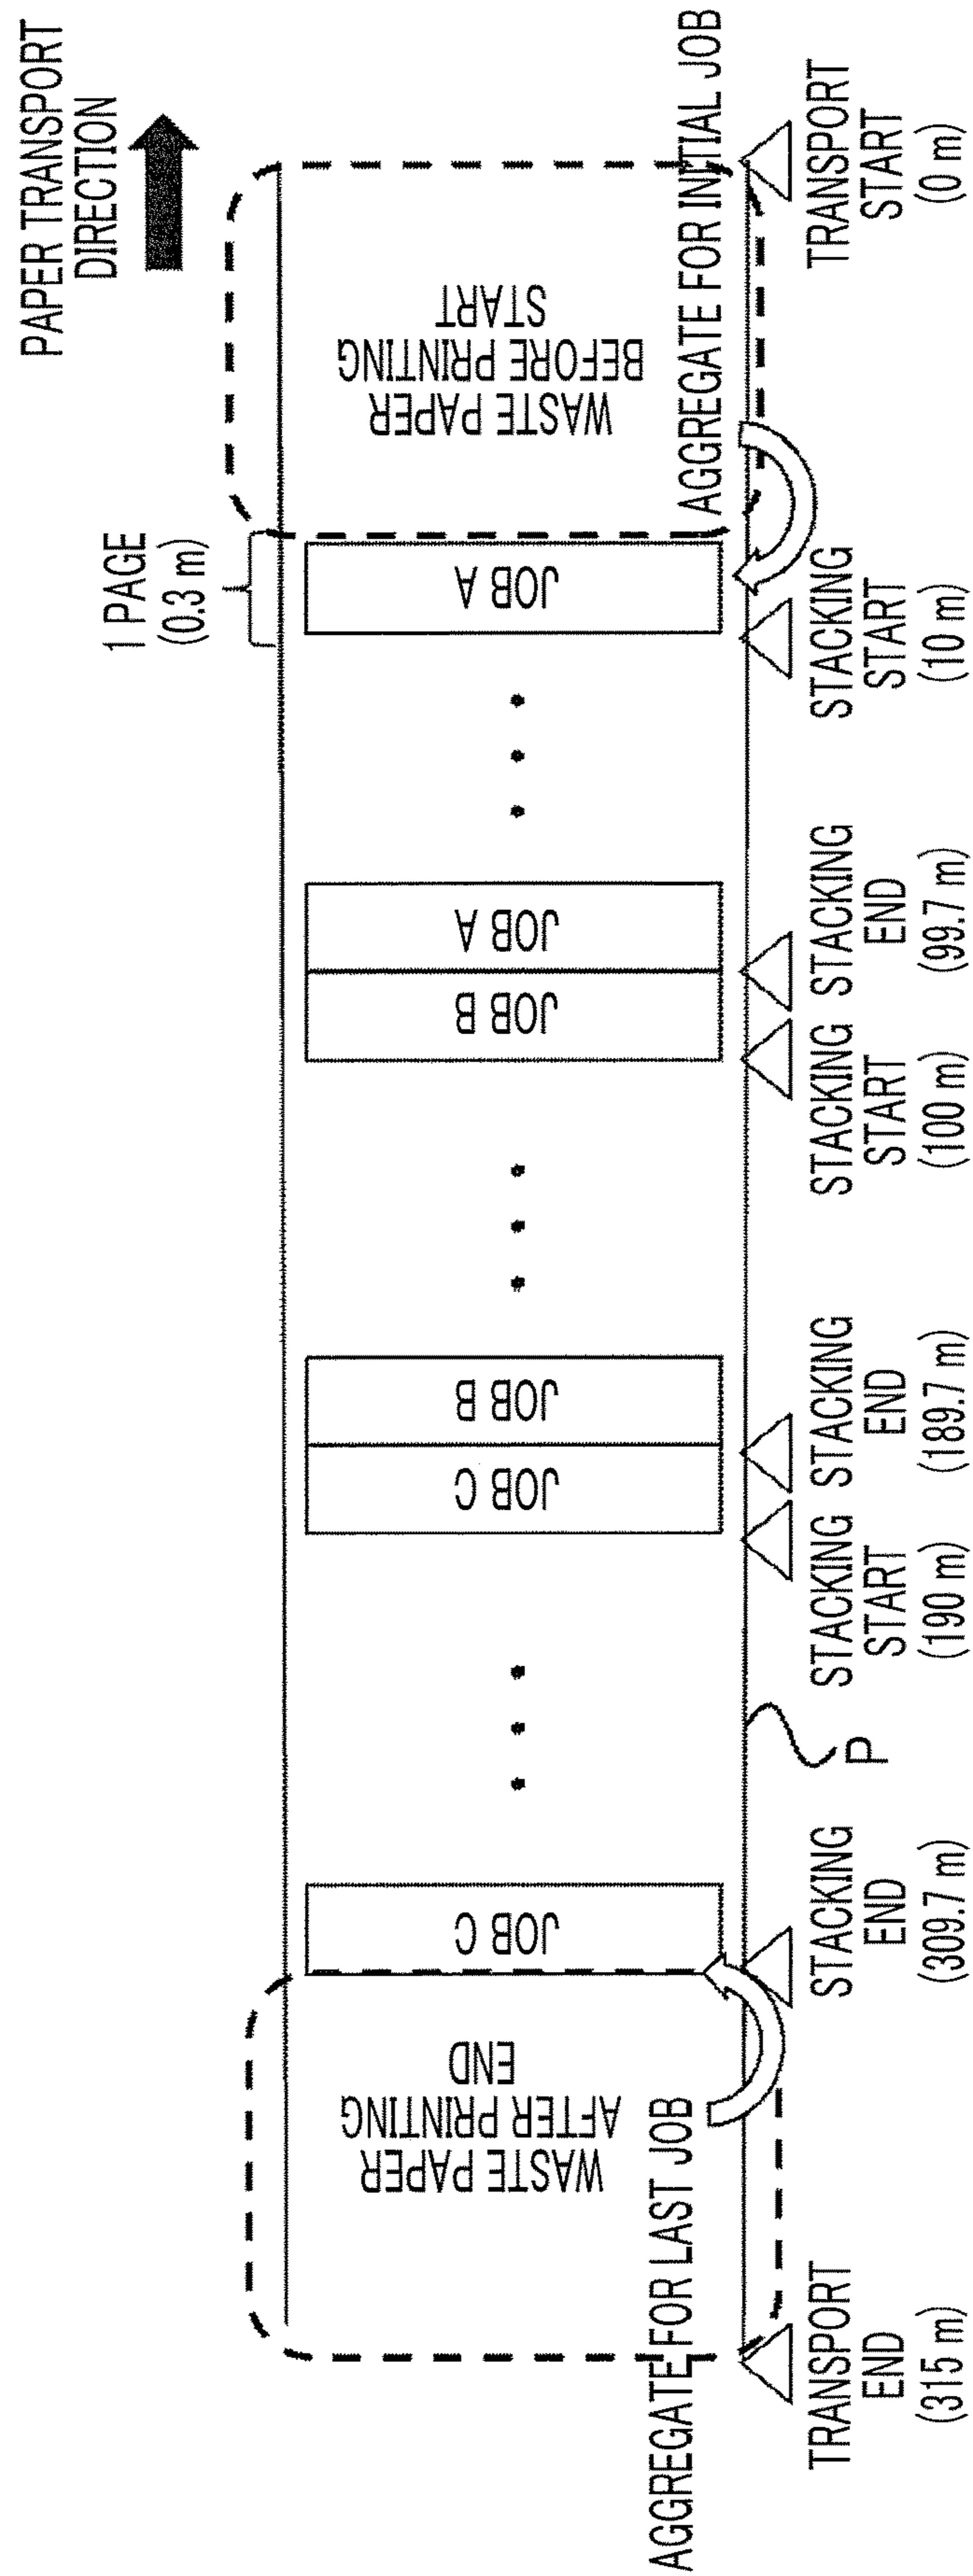 PAPER TRANSPORT
DIRECTION
1 PAGE
(0.3 m)
WASTE PAPER
AFTER PRINTING
END
JOB C
JOB C
JOB B
JOB B
JOB A
JOB A
WASTE PAPER
BEFORE PRINTING
START
AGGREGATE FOR LAST JOB
AGGREGATE FOR INITIAL JOB
TRANSPORT
END
(315 m)
STACKING
END
(309.7 m)
P
STACKING
START
(190 m)
STACKING
END
(189.7 m)
STACKING
START
(100 m)
STACKING
END
(99.7 m)
STACKING
START
(10 m)
TRANSPORT
START
(0 m)